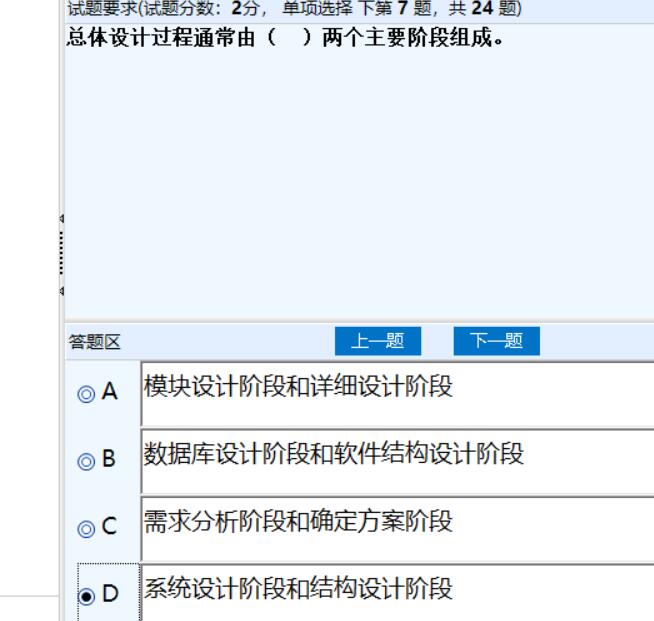 试题要求(试题分数：2分， 单项选择 下第 7 题，共 24 题)
总体设计过程通常由（ ）两个主要阶段组成。
答题区 上一题 下一题
A 模块设计阶段和详细设计阶段
B 数据库设计阶段和软件结构设计阶段
C 需求分析阶段和确定方案阶段
D 系统设计阶段和结构设计阶段